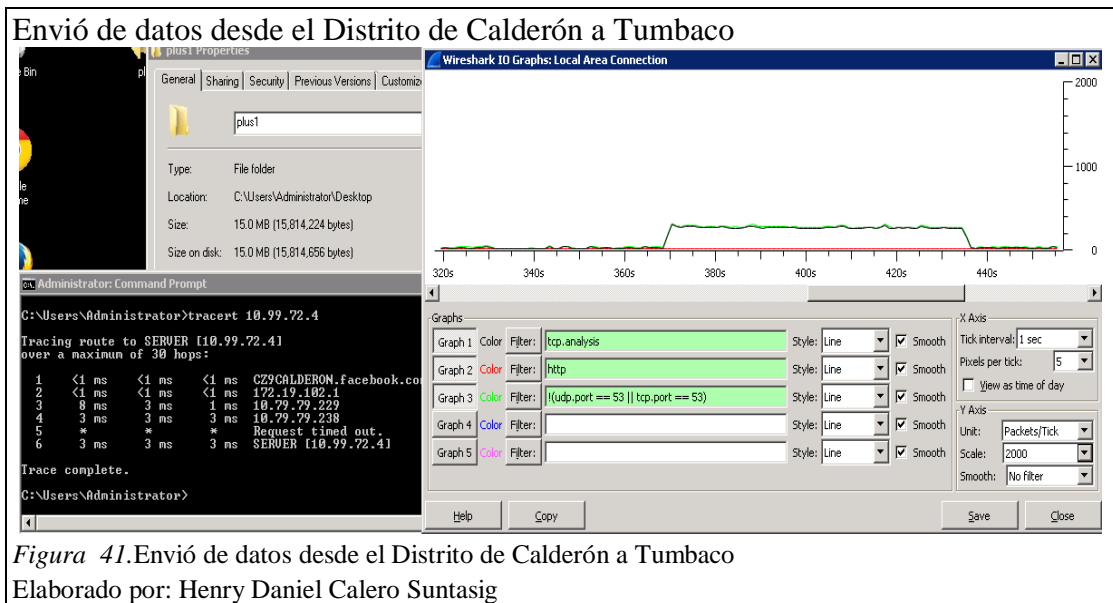 Envió de datos desde el Distrito de Calderón a Tumbaco
Bin
plus1 Properties
General Sharing Security Previous Versions Customiz
plus1
Type: File folder
Location: C:\Users\Administrator\Desktop
Size: 15.0 MB (15,814,224 bytes)
Size on disk: 15.0 MB (15,814,656 bytes)
Administrator: Command Prompt
C:\Users\Administrator>tracert 10.99.72.4
Tracing route to SERVER [10.99.72.4]
over a maximum of 30 hops:
1 <1 ms <1 ms <1 ms CZ9CALDERON.facebook.co
2 <1 ms <1 ms <1 ms 172.19.102.1
3 8 ms 3 ms 1 ms 10.79.79.229
4 3 ms 3 ms 3 ms 10.79.79.238
5 * * * Request timed out.
6 3 ms 3 ms 3 ms SERVER [10.99.72.4]
Trace complete.
C:\Users\Administrator>
Wireshark IO Graphs: Local Area Connection
2000
1000
0
320s 340s 360s 380s 400s 420s 440s
Graphs
Graph 1 Color Filter: tcp.analysis Style: Line Smooth
Graph 2 Color Filter: http Style: Line Smooth
Graph 3 Color Filter: !(udp.port == 53 || tcp.port == 53) Style: Line Smooth
Graph 4 Color Filter: Style: Line Smooth
Graph 5 Color Filter: Style: Line Smooth
X Axis
Tick interval: 1 sec
Pixels per tick: 5
View as time of day
Y Axis
Unit: Packets/Tick
Scale: 2000
Smooth: No filter
Help Copy Save Close
Figura 41.Envió de datos desde el Distrito de Calderón a Tumbaco
Elaborado por: Henry Daniel Calero Suntasig